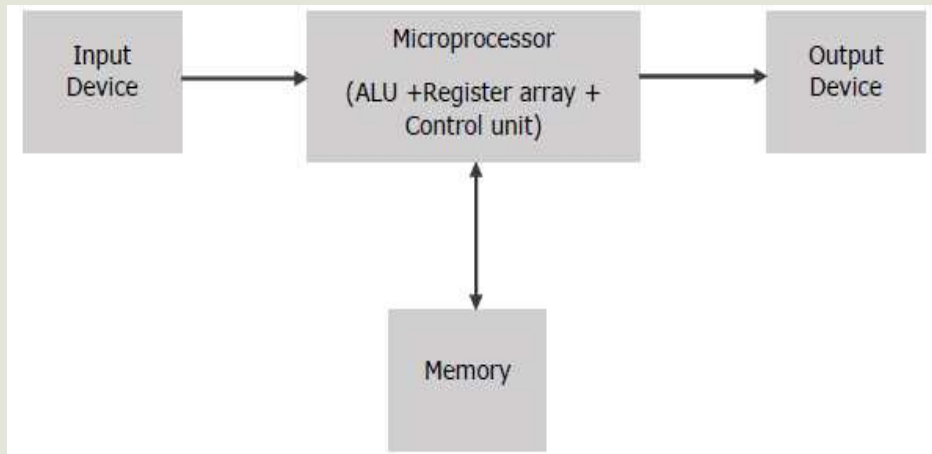 Input
Device
Microprocessor
(ALU +Register array +
Control unit)
Output
Device
Memory